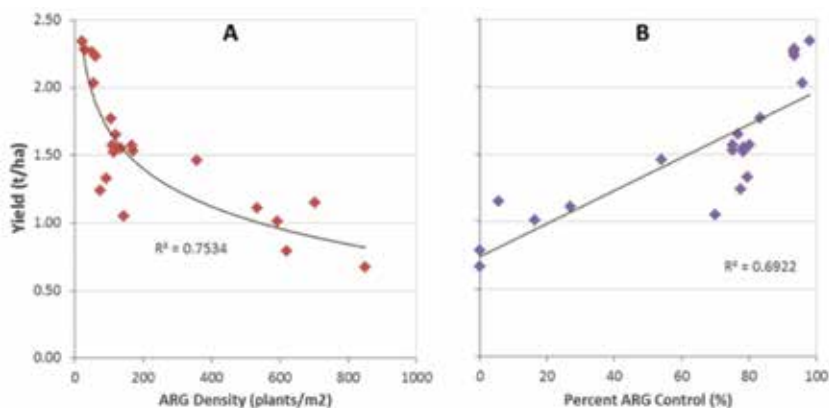 A
B
2.50
2.00
1.50
1.00
0.50
0.00
Yield (t/ha)
R² = 0.7534
R² = 0.6922
0 200 400 600 800 1000
0 20 40 60 80 100
ARG Density (plants/m2)
Percent ARG Control (%)